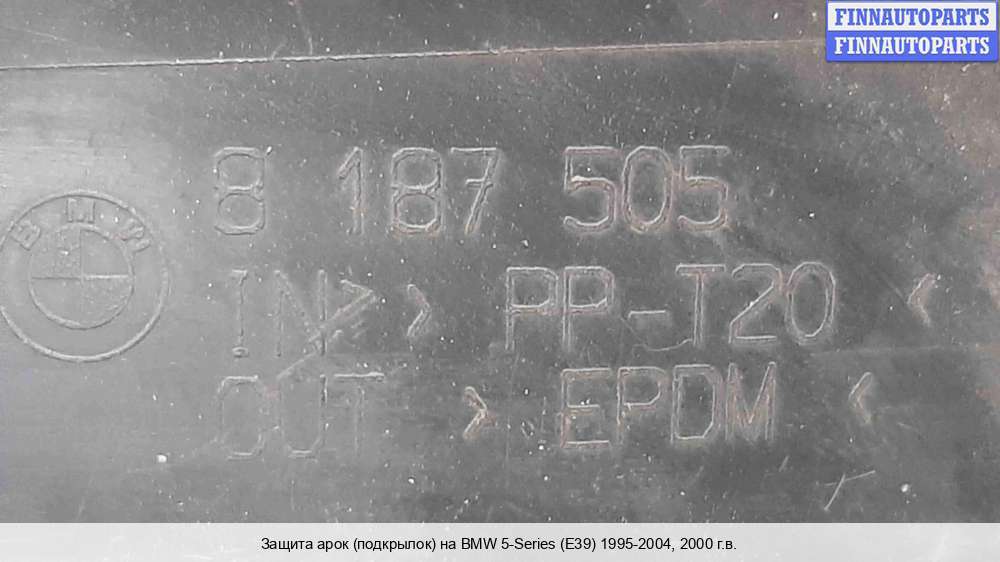 FINNAUTOPARTS
FINNAUTOPARTS
BMW
8 187 505
IN > PP-T20 <
OUT > EPDM <
Защита арок (подкрылок) на BMW 5-Series (E39) 1995-2004, 2000 г.в.